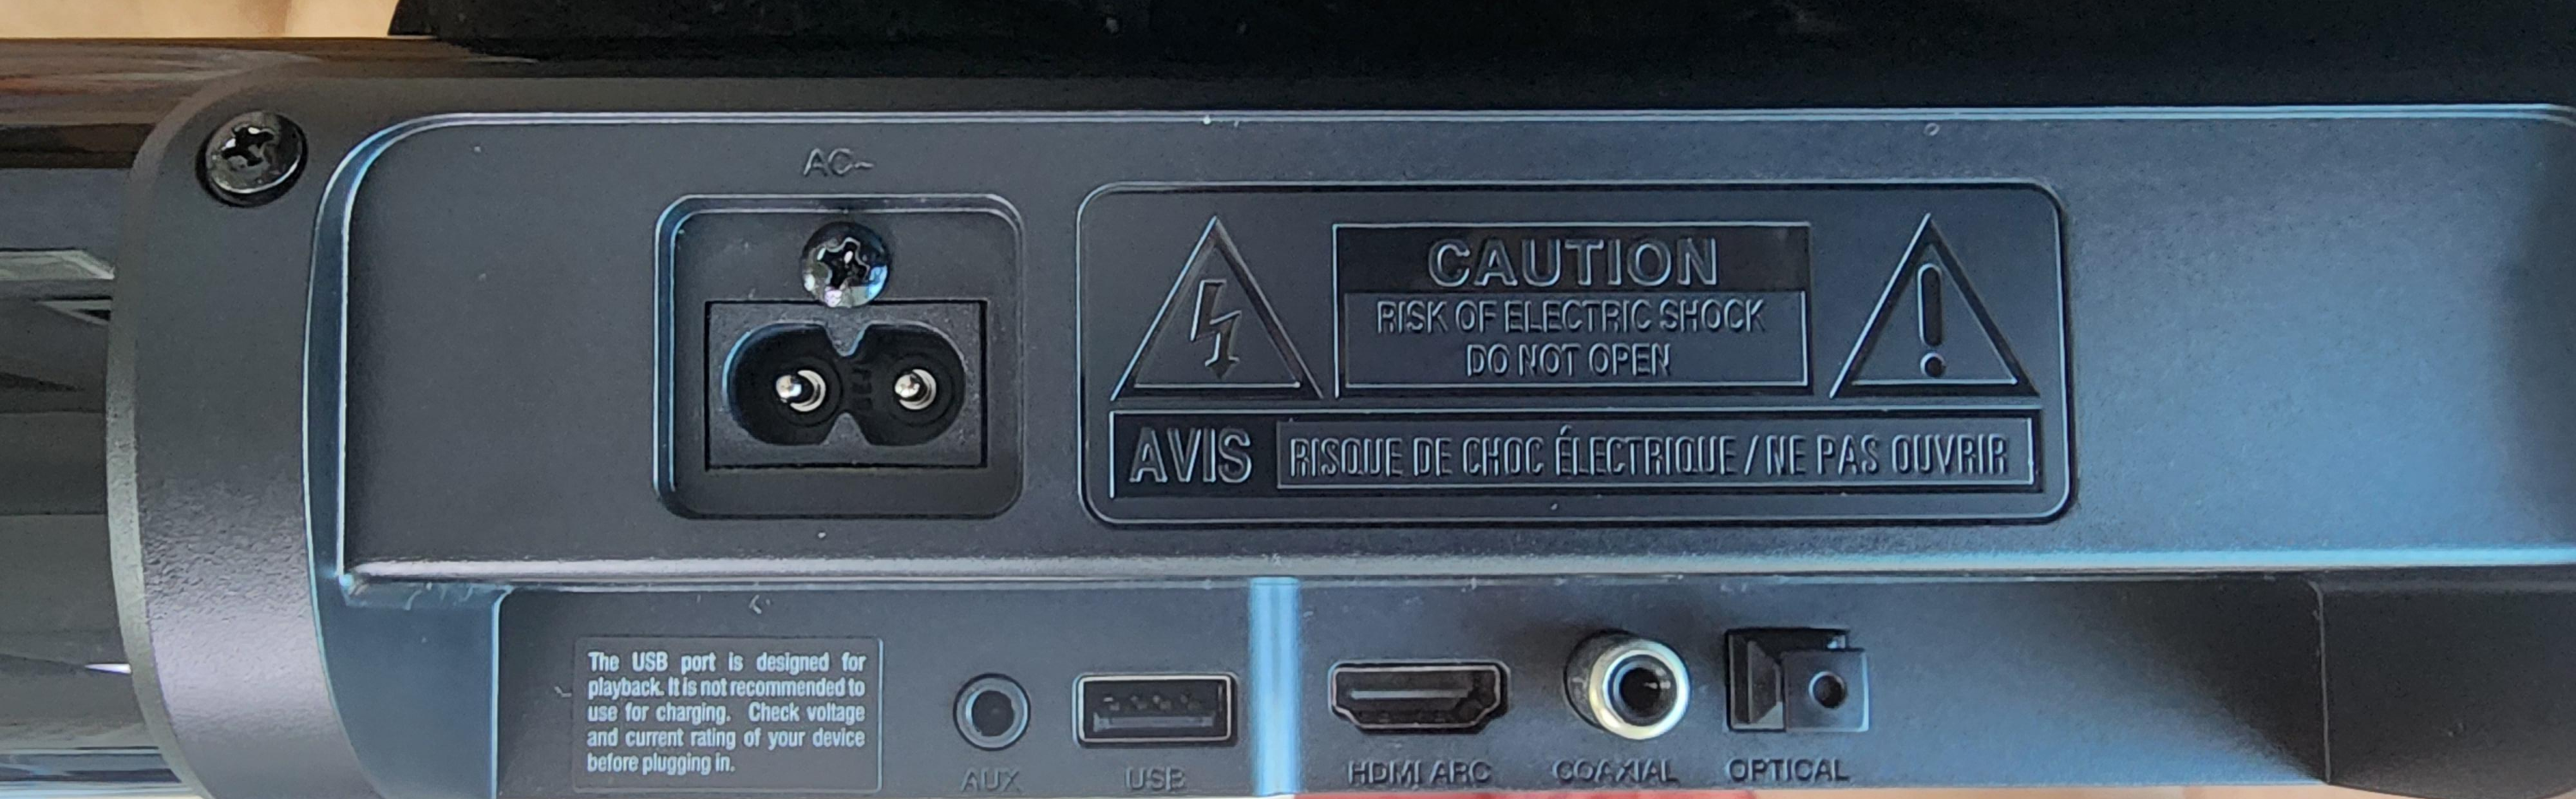 AC~
CAUTION
RISK OF ELECTRIC SHOCK
DO NOT OPEN
AVIS RISQUE DE CHOC ÉLECTRIQUE / NE PAS OUVRIR
The USB port is designed for
playback. It is not recommended to
use for charging. Check voltage
and current rating of your device
before plugging in.
AUX USB HDMI ARC COAXIAL OPTICAL